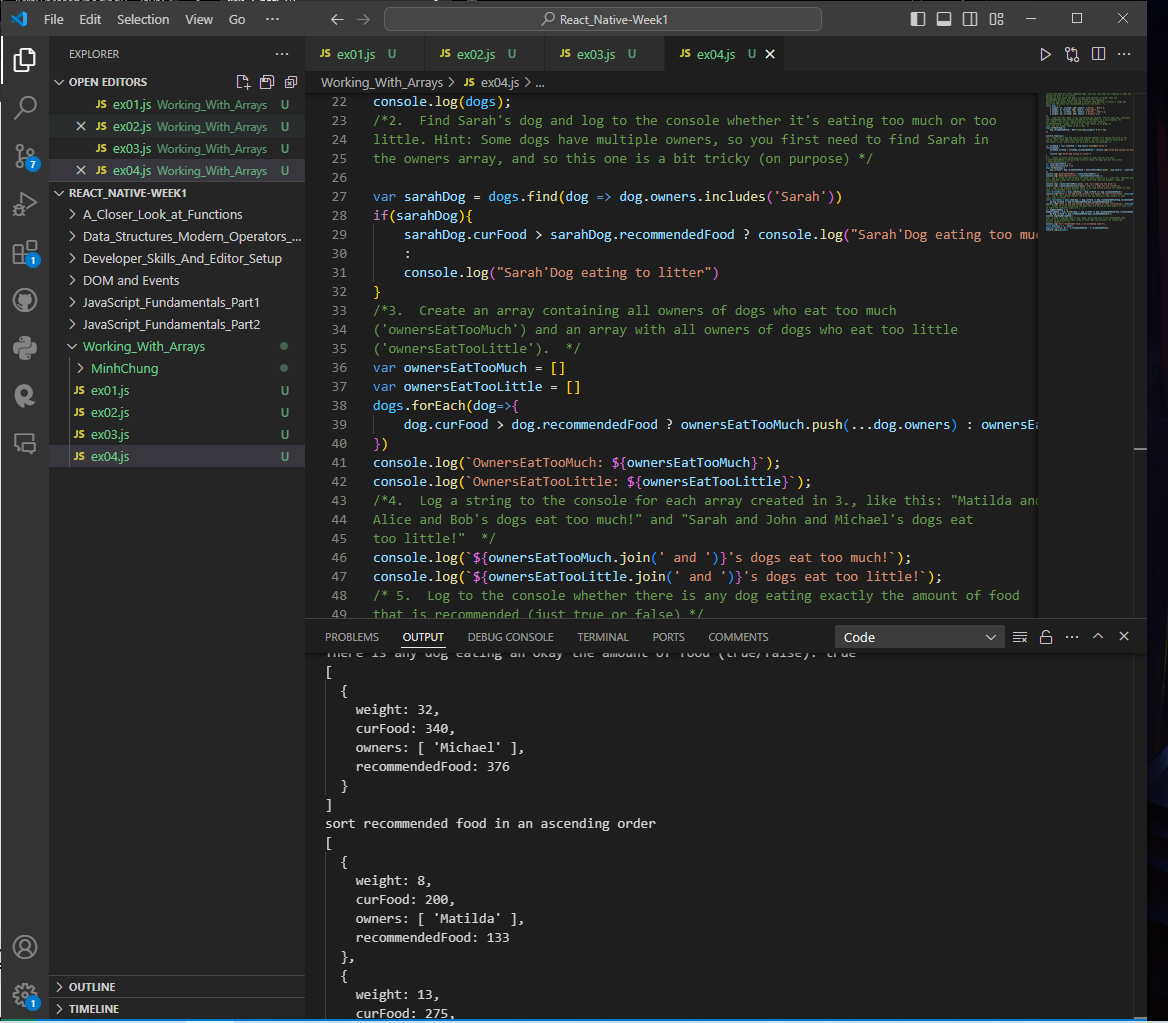 File Edit Selection View Go ··· React_Native-Week1
EXPLORER ···
OPEN EDITORS
JS ex01.js Working_With_Arrays U
JS ex02.js Working_With_Arrays U
JS ex03.js Working_With_Arrays U
JS ex04.js Working_With_Arrays U
7
1
REACT_NATIVE-WEEK1
A_Closer_Look_at_Functions
Data_Structures_Modern_Operators_...
Developer_Skills_And_Editor_Setup
DOM and Events
JavaScript_Fundamentals_Part1
JavaScript_Fundamentals_Part2
Working_With_Arrays
MinhChung
JS ex01.js U
JS ex02.js U
JS ex03.js U
JS ex04.js U
OUTLINE
TIMELINE
1
JS ex01.js U JS ex02.js U JS ex03.js U JS ex04.js U
Working_With_Arrays > JS ex04.js > ...
22 console.log(dogs);
23 /*2.  Find Sarah's dog and log to the console whether it's eating too much or too
24 little. Hint: Some dogs have multiple owners, so you first need to find Sarah in
25 the owners array, and so this one is a bit tricky (on purpose) */
26
27 var sarahDog = dogs.find(dog => dog.owners.includes('Sarah'))
28 if(sarahDog){
29     sarahDog.curFood > sarahDog.recommendedFood ? console.log("Sarah'Dog eating too mu
30     :
31     console.log("Sarah'Dog eating to litter")
32 }
33 /*3.  Create an array containing all owners of dogs who eat too much
34 ('ownersEatTooMuch') and an array with all owners of dogs who eat too little
35 ('ownersEatTooLittle').  */
36 var ownersEatTooMuch = []
37 var ownersEatTooLittle = []
38 dogs.forEach(dog=>{
39     dog.curFood > dog.recommendedFood ? ownersEatTooMuch.push(...dog.owners) : ownersEa
40 })
41 console.log(`OwnersEatTooMuch: ${ownersEatTooMuch}`);
42 console.log(`OwnersEatTooLittle: ${ownersEatTooLittle}`);
43 /*4.  Log a string to the console for each array created in 3., like this: "Matilda and
44 Alice and Bob's dogs eat too much!" and "Sarah and John and Michael's dogs eat
45 too little!"  */
46 console.log(`${ownersEatTooMuch.join(' and ')}'s dogs eat too much!`);
47 console.log(`${ownersEatTooLittle.join(' and ')}'s dogs eat too little!`);
48 /* 5.  Log to the console whether there is any dog eating exactly the amount of food
49 that is recommended (just true or false) */
PROBLEMS OUTPUT DEBUG CONSOLE TERMINAL PORTS COMMENTS Code
There is any dog eating an okay the amount of food (true/false): true
[
  {
    weight: 32,
    curFood: 340,
    owners: [ 'Michael' ],
    recommendedFood: 376
  }
]
sort recommended food in an ascending order
[
  {
    weight: 8,
    curFood: 200,
    owners: [ 'Matilda' ],
    recommendedFood: 133
  },
  {
    weight: 13,
    curFood: 275,